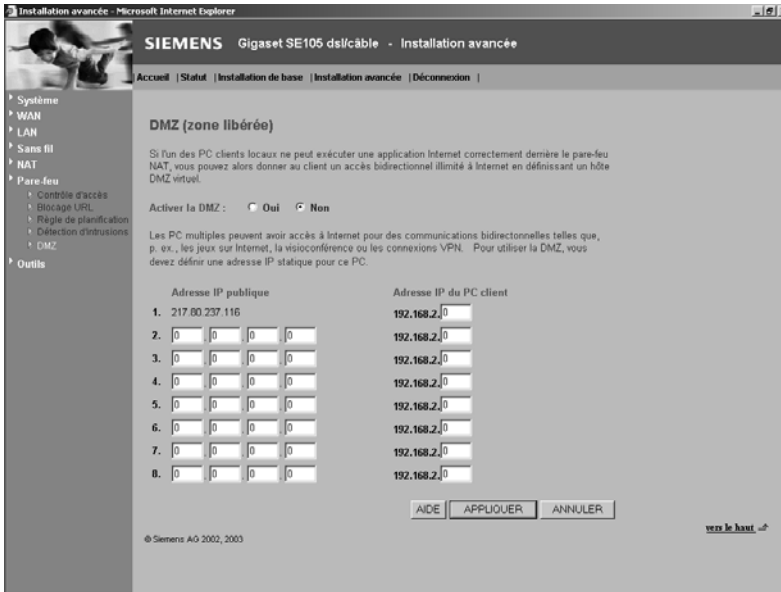 Installation avancée - Microsoft Internet Explorer
SIEMENS Gigaset SE105 dsl/câble - Installation avancée
Accueil | Statut | Installation de base | Installation avancée | Déconnexion |
Système
WAN
LAN
Sans fil
NAT
Pare-feu
Contrôle d'accès
Blocage URL
Règle de planification
Détection d'intrusions
DMZ
Outils
DMZ (zone libérée)
Si l'un des PC clients locaux ne peut exécuter une application Internet correctement derrière le pare-feu
NAT, vous pouvez alors donner au client un accès bidirectionnel illimité à Internet en définissant un hôte
DMZ virtuel.
Activer la DMZ : Oui Non
Les PC multiples peuvent avoir accès à Internet pour des communications bidirectonnelles telles que,
p. ex., les jeux sur Internet, la visioconférence ou les connexions VPN. Pour utiliser la DMZ, vous
devez définir une adresse IP statique pour ce PC.
Adresse IP publique Adresse IP du PC client
1. 217.80.237.116 192.168.2. 0
2. 0 . 0 . 0 . 0 192.168.2. 0
3. 0 . 0 . 0 . 0 192.168.2. 0
4. 0 . 0 . 0 . 0 192.168.2. 0
5. 0 . 0 . 0 . 0 192.168.2. 0
6. 0 . 0 . 0 . 0 192.168.2. 0
7. 0 . 0 . 0 . 0 192.168.2. 0
8. 0 . 0 . 0 . 0 192.168.2. 0
AIDE APPLIQUER ANNULER
vers le haut
© Siemens AG 2002, 2003